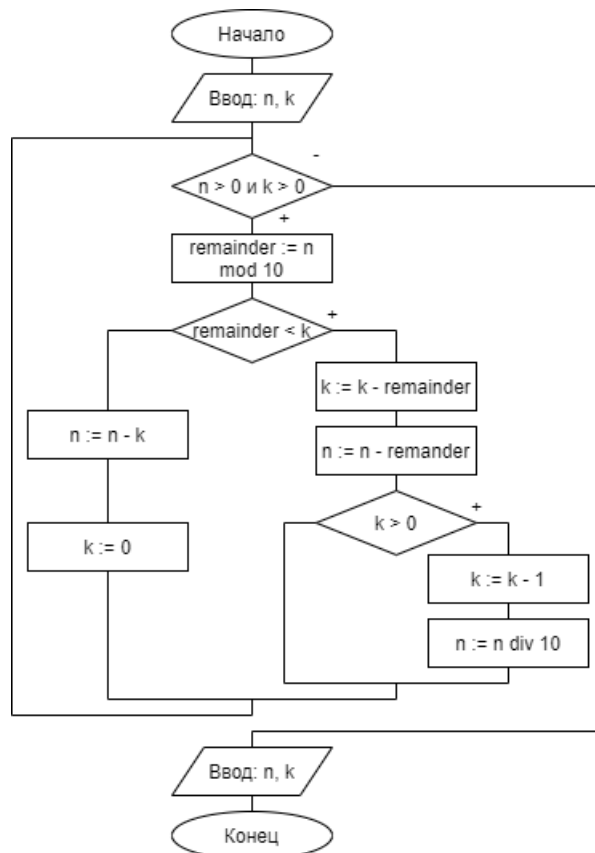 Начало
Ввод: n, k
-
n > 0 и k > 0
+
remainder := n
mod 10
+
remainder < k
k := k - remainder
n := n - k
n := n - remander
+
k > 0
k := 0
k := k - 1
n := n div 10
Ввод: n, k
Конец